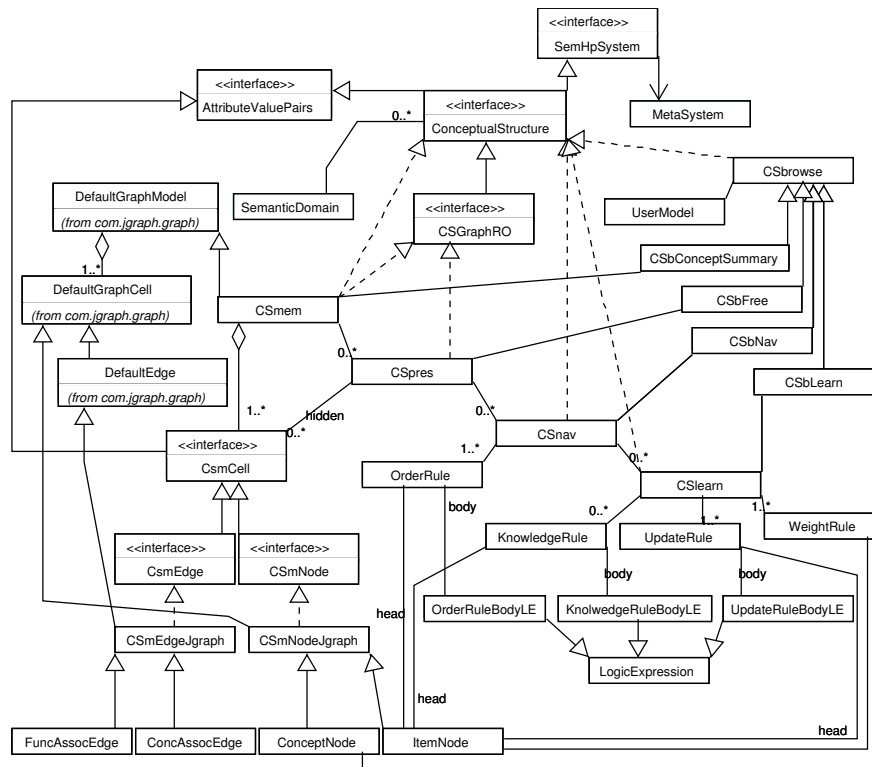 <<interface>>
SemHpSystem
<<interface>>
AttributeValuePairs
<<interface>>
ConceptualStructure
MetaSystem
0..*
CSbrowse
DefaultGraphModel
(from com.jgraph.graph)
SemanticDomain
<<interface>>
CSGraphRO
UserModel
CSbConceptSummary
1..*
DefaultGraphCell
(from com.jgraph.graph)
CSmem
CSbFree
CSbNav
0..*
DefaultEdge
(from com.jgraph.graph)
CSpres
CSbLearn
1..*
hidden
0..*
0..*
<<interface>>
CsmCell
CSnav
1..*
0..*
OrderRule
CSlearn
body
0..*
1..*
1..*
WeightRule
<<interface>>
CsmEdge
<<interface>>
CSmNode
KnowledgeRule
UpdateRule
body
body
head
OrderRuleBodyLE
KnolwedgeRuleBodyLE
UpdateRuleBodyLE
CSmEdgeJgraph
CSmNodeJgraph
LogicExpression
head
head
FuncAssocEdge
ConcAssocEdge
ConceptNode
ItemNode